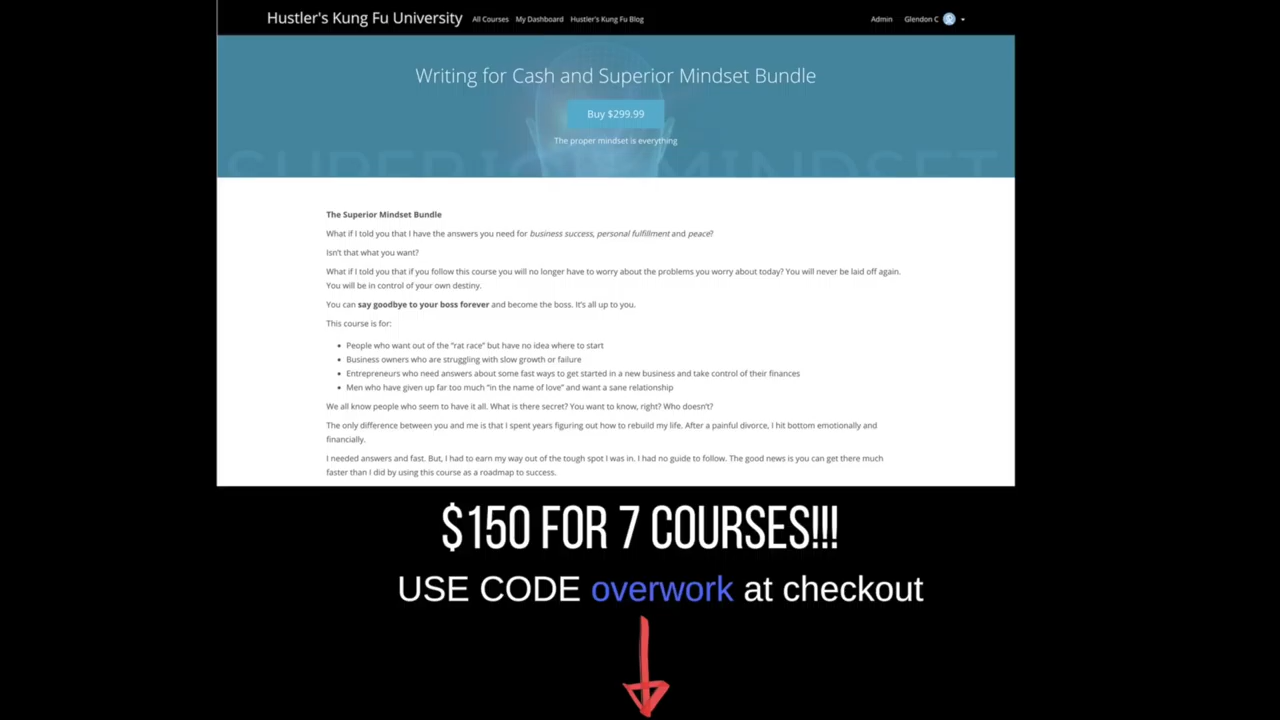 Hustler's Kung Fu University All Courses My Dashboard Hustler's Kung Fu Blog Admin Glendon C
Writing for Cash and Superior Mindset Bundle
Buy $299.99
The proper mindset is everything
SUPERIOR MINDSET
The Superior Mindset Bundle
What if I told you that I have the answers you need for business success, personal fulfillment and peace?
Isn't that what you want?
What if I told you that if you follow this course you will no longer have to worry about the problems you worry about today? You will never be laid off again.
You will be in control of your own destiny.
You can say goodbye to your boss forever and become the boss. It's all up to you.
This course is for:
• People who want out of the “rat race” but have no idea where to start
• Business owners who are struggling with slow growth or failure
• Entrepreneurs who need answers about some fast ways to get started in a new business and take control of their finances
• Men who have given up far too much “in the name of love” and want a sane relationship
We all know people who seem to have it all. What is there secret? You want to know, right? Who doesn't?
The only difference between you and me is that I spent years figuring out how to rebuild my life. After a painful divorce, I hit bottom emotionally and
financially.
I needed answers and fast. But, I had to earn my way out of the tough spot I was in. I had no guide to follow. The good news is you can get there much
faster than I did by using this course as a roadmap to success.
$150 FOR 7 COURSES!!!
USE CODE overwork at checkout